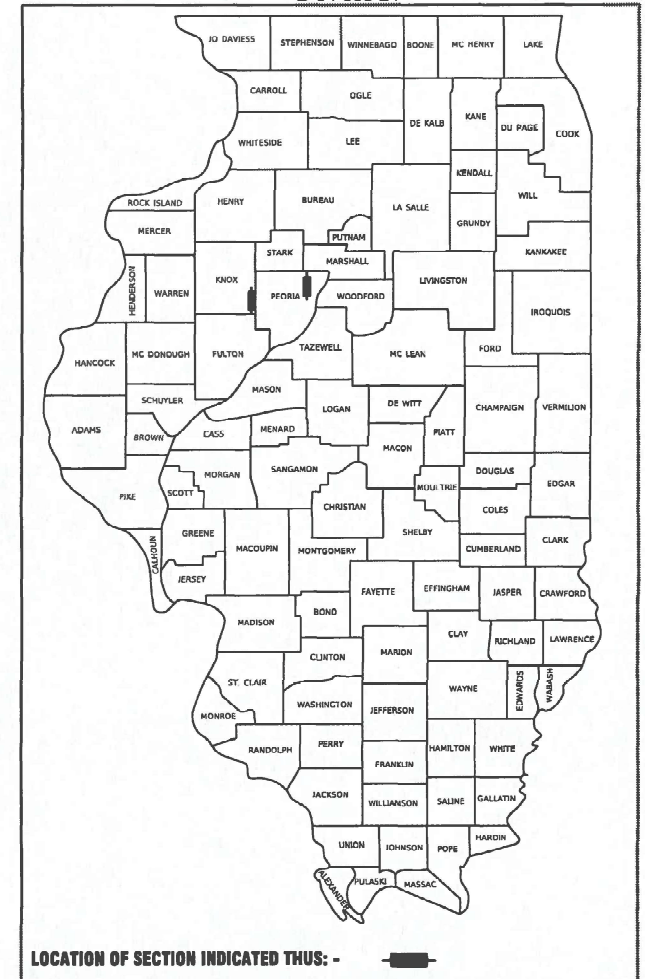 JO DAVIESS STEPHENSON WINNEBAGO BOONE MC HENRY LAKE
CARROLL OGLE
DE KALB KANE DU PAGE COOK
WHITESIDE LEE
KENDALL
ROCK ISLAND HENRY BUREAU LA SALLE WILL
GRUNDY
MERCER PUTNAM
STARK MARSHALL KANKAKEE
HENDERSON WARREN KNOX PEORIA WOODFORD LIVINGSTON
IROQUOIS
HANCOCK MC DONOUGH FULTON TAZEWELL MC LEAN FORD
MASON
SCHUYLER LOGAN DE WITT CHAMPAIGN VERMILION
ADAMS BROWN CASS MENARD PIATT
MACON
PIKE SCOTT MORGAN SANGAMON MOULTRIE DOUGLAS EDGAR
CHRISTIAN COLES
CALHOUN GREENE MACOUPIN MONTGOMERY SHELBY CUMBERLAND CLARK
JERSEY FAYETTE EFFINGHAM JASPER CRAWFORD
MADISON BOND
CLAY RICHLAND LAWRENCE
CLINTON MARION
ST. CLAIR WAYNE EDWARDS WABASH
MONROE WASHINGTON JEFFERSON
RANDOLPH PERRY HAMILTON WHITE
FRANKLIN
JACKSON WILLIAMSON SALINE GALLATIN
UNION JOHNSON POPE HARDIN
ALEXANDER PULASKI MASSAC
LOCATION OF SECTION INDICATED THUS: -